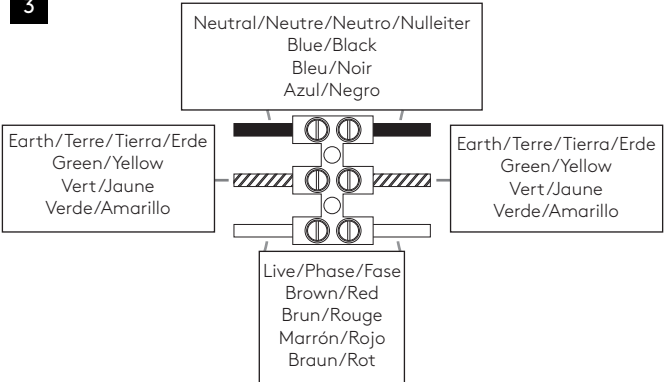 3
Neutral/Neutre/Neutro/Nulleiter
Blue/Black
Bleu/Noir
Azul/Negro
Earth/Terre/Tierra/Erde
Green/Yellow
Vert/Jaune
Verde/Amarillo
Earth/Terre/Tierra/Erde
Green/Yellow
Vert/Jaune
Verde/Amarillo
Live/Phase/Fase
Brown/Red
Brun/Rouge
Marrón/Rojo
Braun/Rot